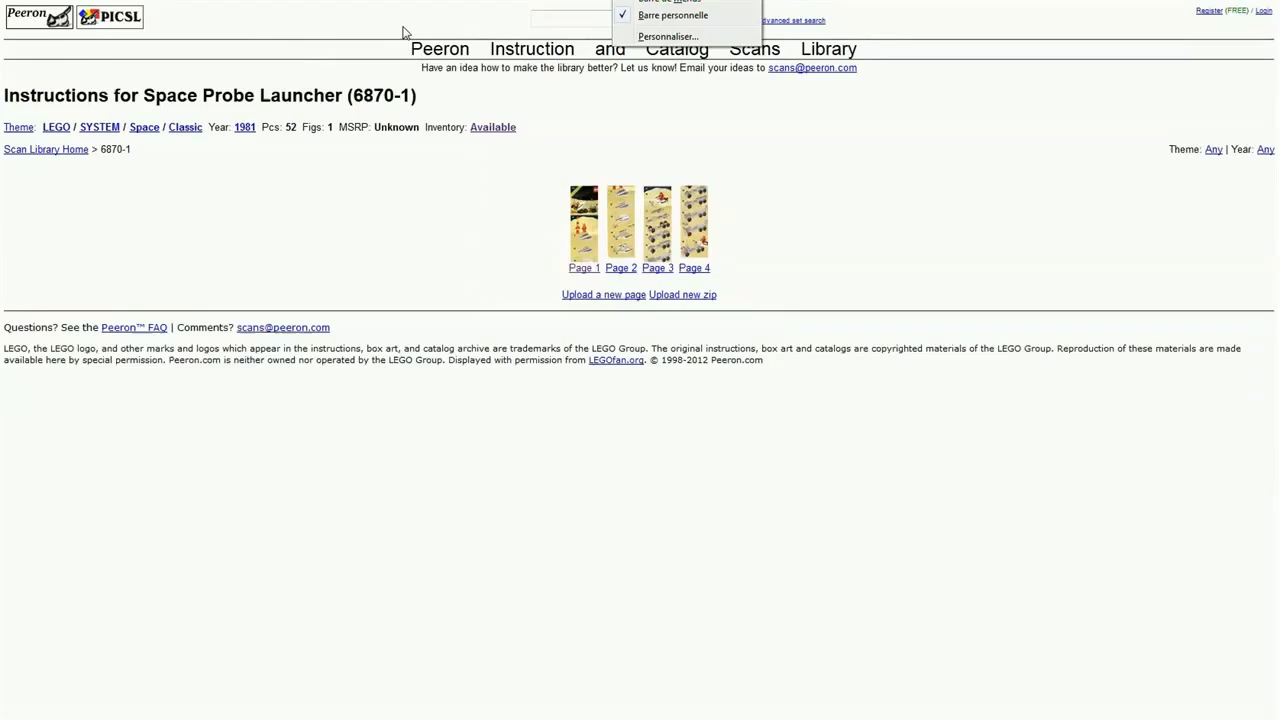 Peeron
PICSL
Barre personnelle
Personnaliser...
dvanced set search
Register (FREE) / Login
Peeron Instruction and Catalog Scans Library
Have an idea how to make the library better? Let us know! Email your ideas to scans@peeron.com
Instructions for Space Probe Launcher (6870-1)
Theme: LEGO / SYSTEM / Space / Classic Year: 1981 Pcs: 52 Figs: 1 MSRP: Unknown Inventory: Available
Scan Library Home > 6870-1
Theme: Any | Year: Any
Page 1 Page 2 Page 3 Page 4
Upload a new page Upload new zip
Questions? See the Peeron™ FAQ | Comments? scans@peeron.com
LEGO, the LEGO logo, and other marks and logos which appear in the instructions, box art, and catalog archive are trademarks of the LEGO Group. The original instructions, box art and catalogs are copyrighted materials of the LEGO Group. Reproduction of these materials are made
available here by special permission. Peeron.com is neither owned nor operated by the LEGO Group. Displayed with permission from LEGOfan.org. © 1998-2012 Peeron.com